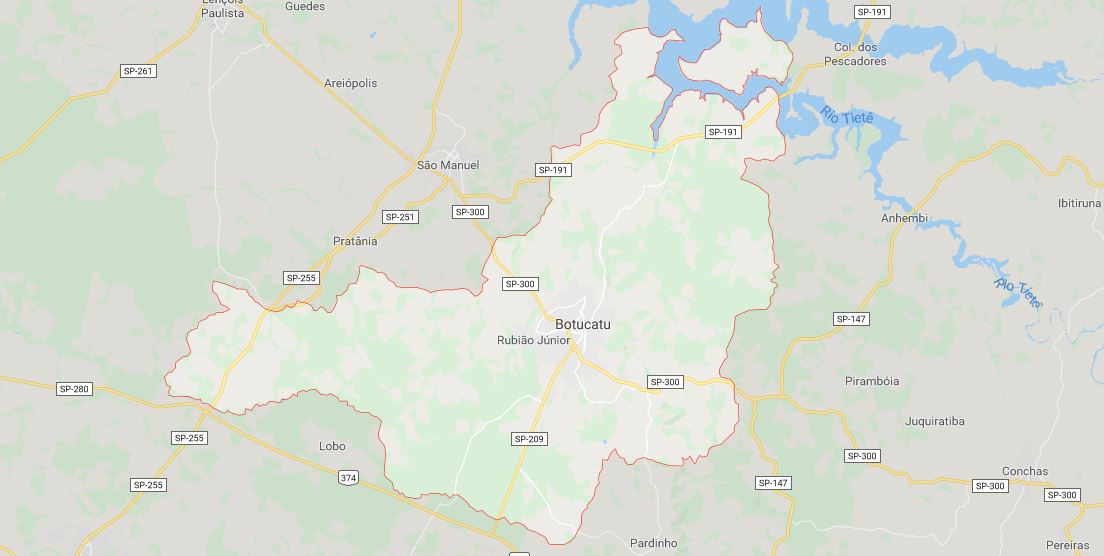 Lençóis
Paulista
Guedes
SP-191
Col. dos
Pescadores
SP-261
Areiópolis
Rio Tietê
SP-191
São Manuel
SP-191
Ibitiruna
SP-251
SP-300
Anhembi
Pratânia
SP-255
SP-300
Rio Tietê
Botucatu
SP-147
Rubião Júnior
SP-280
SP-300
Pirambóia
Juquiratiba
SP-255
SP-209
Lobo
SP-300
Conchas
374
SP-255
SP-147
SP-300
SP-300
Pardinho
Pereiras